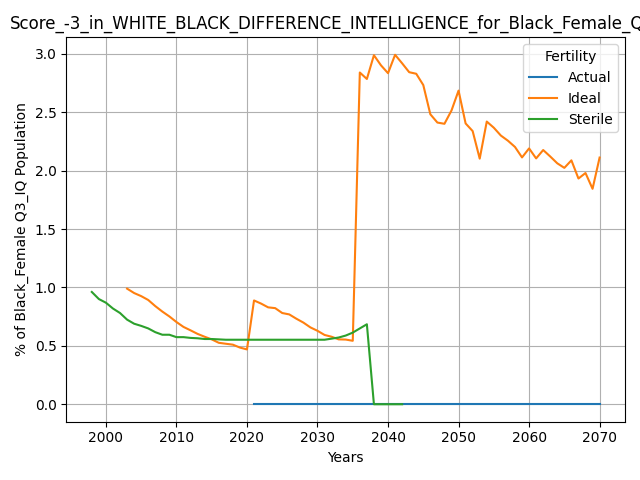 Score_-3_in_WHITE_BLACK_DIFFERENCE_INTELLIGENCE_for_Black_Female_Q
Fertility
Actual
Ideal
Sterile
% of Black_Female Q3_IQ Population
3.0
2.5
2.0
1.5
1.0
0.5
0.0
2000 2010 2020 2030 2040 2050 2060 2070
Years